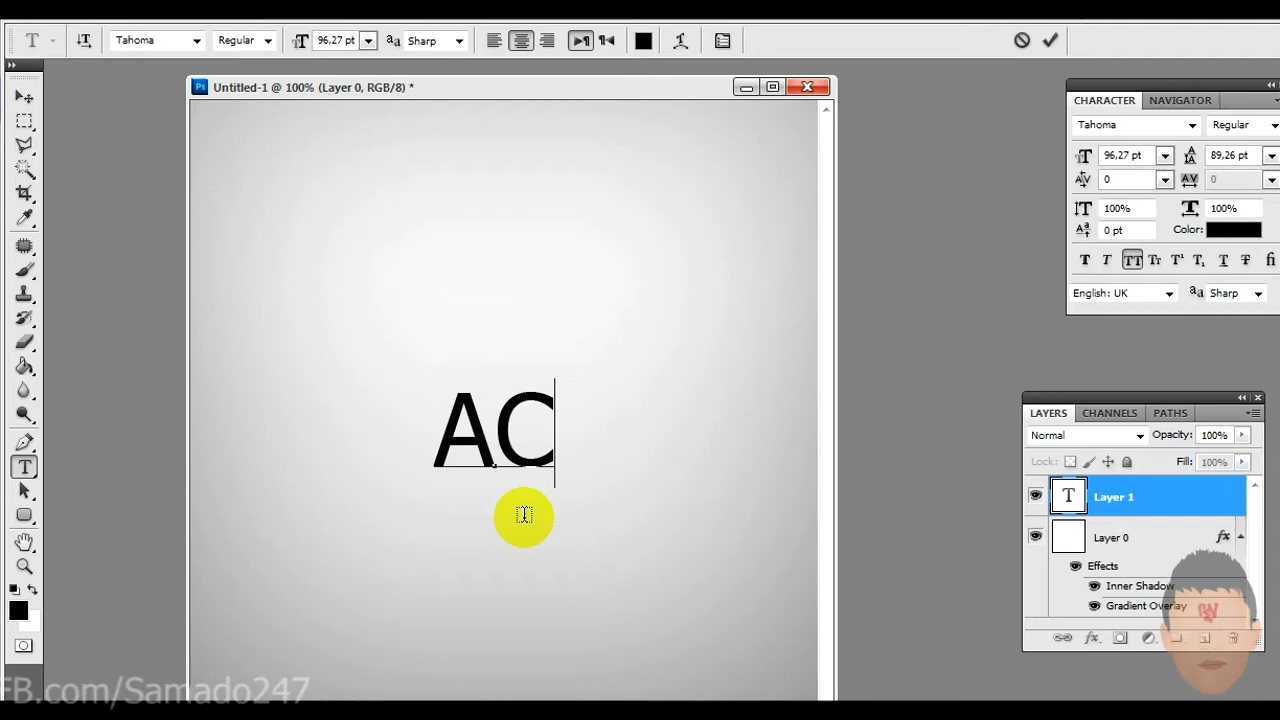 Tahoma Regular 96,27 pt Sharp
Untitled-1 @ 100% (Layer 0, RGB/8) *
CHARACTER NAVIGATOR
Tahoma Regular
96,27 pt 89,26 pt
0 0
100% 100%
0 pt Color:
English: UK Sharp
AC
LAYERS CHANNELS PATHS
Normal Opacity: 100%
Lock: Fill: 100%
T Layer 1
Layer 0 fx
Effects
Inner Shadow
Gradient Overlay
FB.com/Samado247